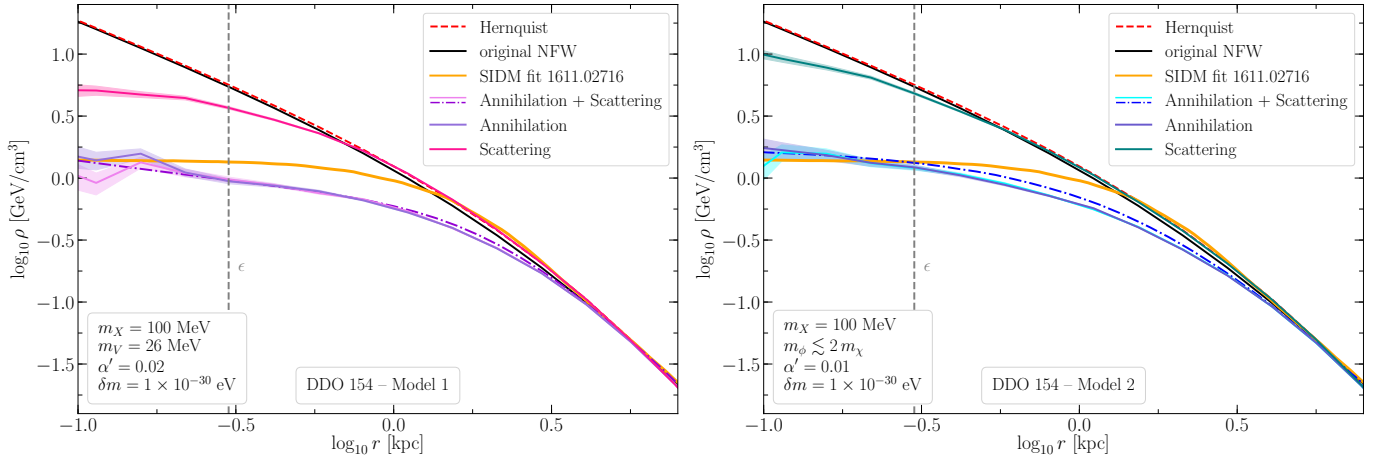 Hernquist
original NFW
SIDM fit 1611.02716
Annihilation + Scattering
Annihilation
Scattering
1.0
0.5
0.0
−0.5
−1.0
−1.5
log₁₀ ρ [GeV/cm³]
ϵ
m_X = 100 MeV
m_V = 26 MeV
α′ = 0.02
δm = 1 × 10⁻³⁰ eV
DDO 154 – Model 1
−1.0
−0.5
0.0
0.5
log₁₀ r [kpc]
Hernquist
original NFW
SIDM fit 1611.02716
Annihilation + Scattering
Annihilation
Scattering
1.0
0.5
0.0
−0.5
−1.0
−1.5
log₁₀ ρ [GeV/cm³]
ϵ
m_X = 100 MeV
m_ϕ ≲ 2 m_χ
α′ = 0.01
δm = 1 × 10⁻³⁰ eV
DDO 154 – Model 2
−1.0
−0.5
0.0
0.5
log₁₀ r [kpc]